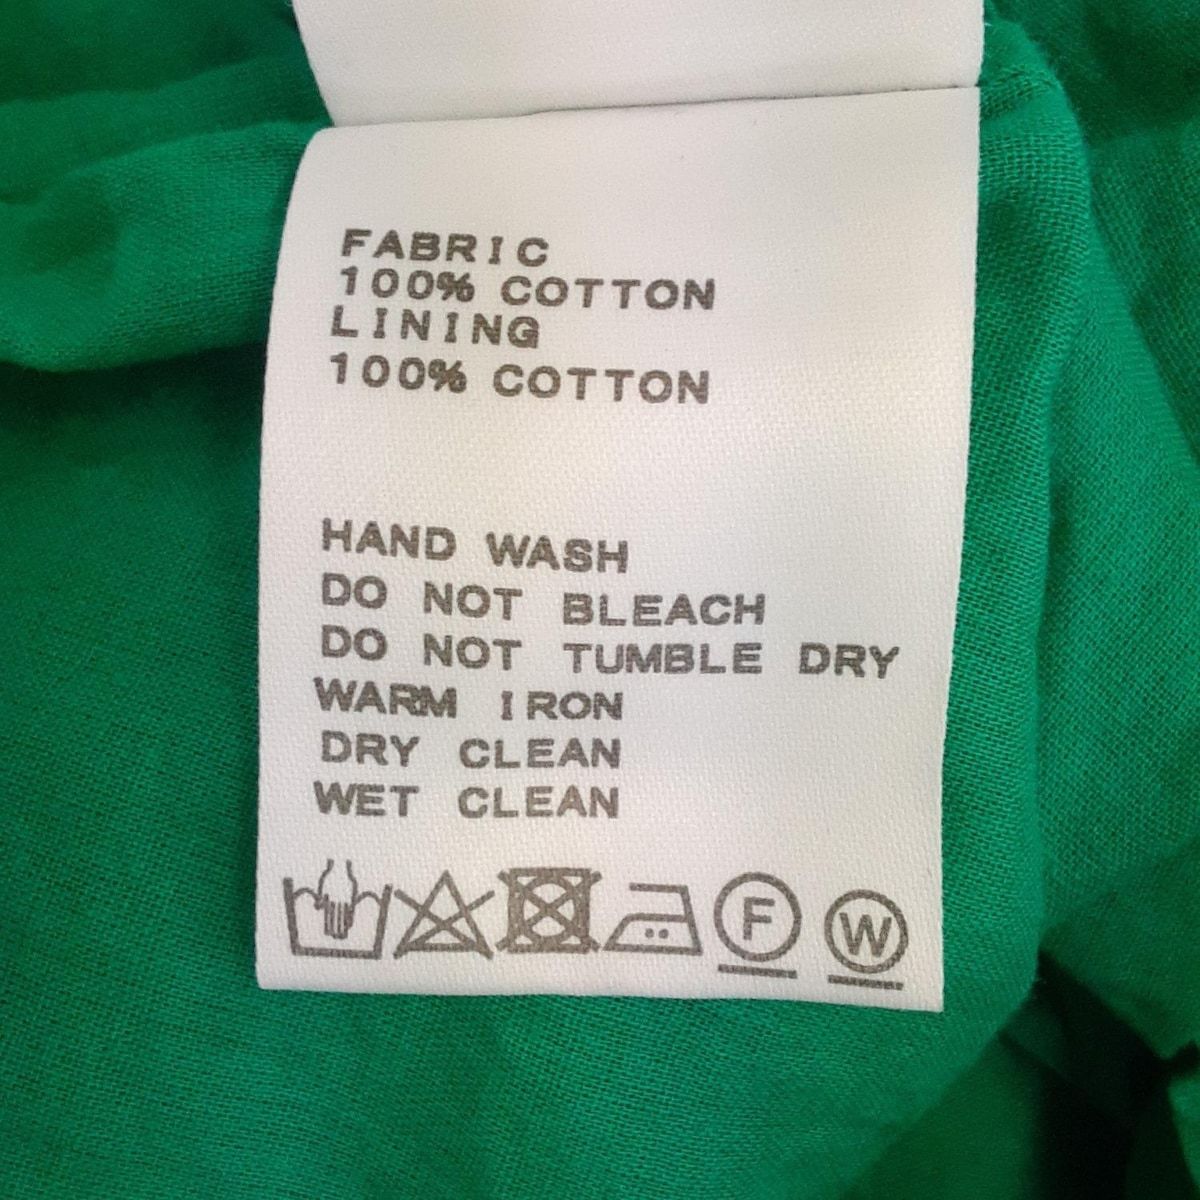 FABRIC
100% COTTON
LINING
100% COTTON
HAND WASH
DO NOT BLEACH
DO NOT TUMBLE DRY
WARM IRON
DRY CLEAN
WET CLEAN
F W